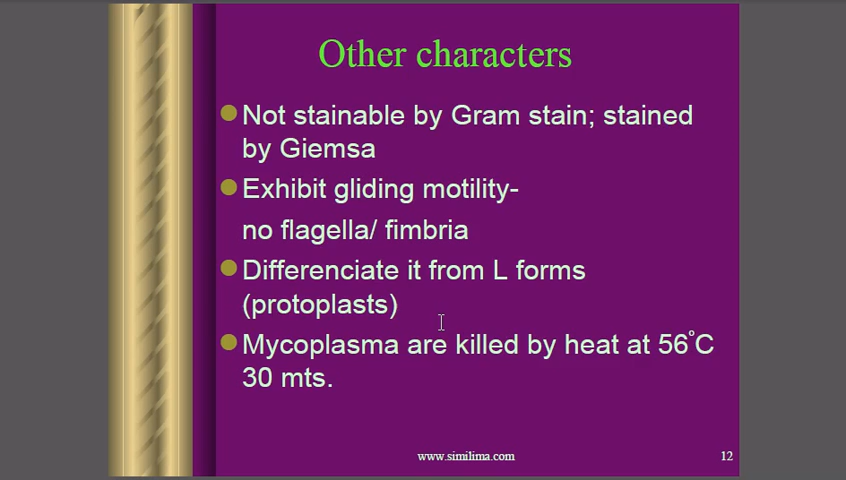 Other characters
Not stainable by Gram stain; stained
by Giemsa
Exhibit gliding motility-
no flagella/ fimbria
Differenciate it from L forms
(protoplasts)
Mycoplasma are killed by heat at 56°C
30 mts.
www.similima.com
12